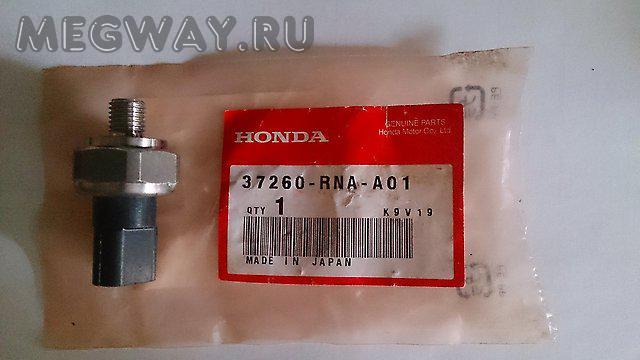 MEGWAY.RU
HONDA
GENUINE PARTS
Honda Motor Co., Ltd.
37260-RNA-A01
QTY 1 K9V19
MADE IN JAPAN